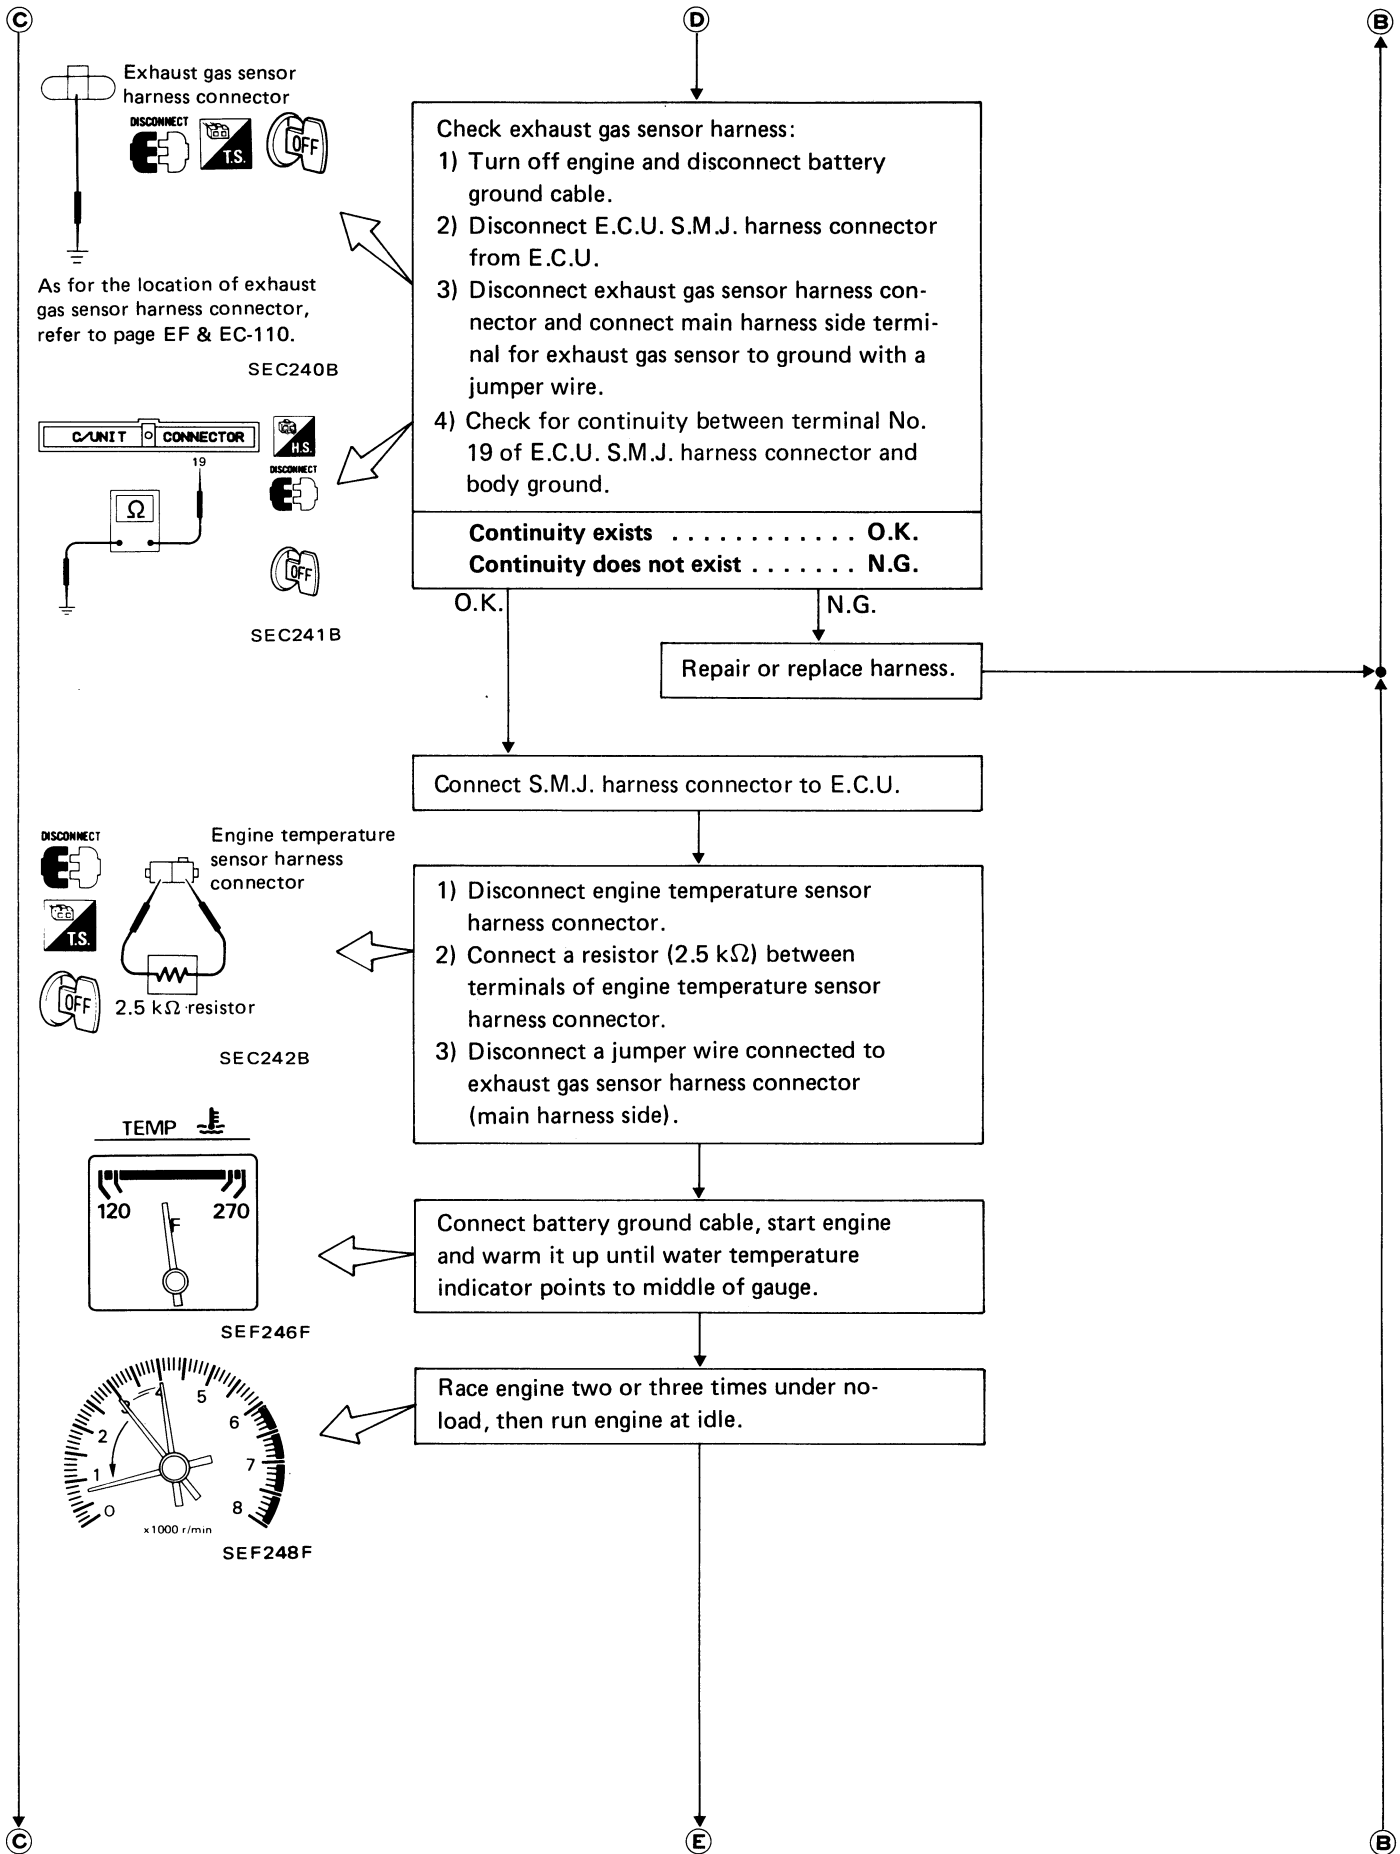 C
D
B
Exhaust gas sensor
harness connector
DISCONNECT
T.S.
OFF
As for the location of exhaust
gas sensor harness connector,
refer to page EF & EC-110.
SEC240B
Check exhaust gas sensor harness:
1) Turn off engine and disconnect battery
ground cable.
2) Disconnect E.C.U. S.M.J. harness connector
from E.C.U.
3) Disconnect exhaust gas sensor harness con-
nector and connect main harness side termi-
nal for exhaust gas sensor to ground with a
jumper wire.
4) Check for continuity between terminal No.
19 of E.C.U. S.M.J. harness connector and
body ground.
Continuity exists . . . . . . . . . . . . O.K.
Continuity does not exist . . . . . . . N.G.
C/UNIT CONNECTOR
H.S.
19
DISCONNECT
Ω
OFF
SEC241B
O.K.
N.G.
Repair or replace harness.
Connect S.M.J. harness connector to E.C.U.
DISCONNECT
Engine temperature
sensor harness
connector
T.S.
OFF
2.5 kΩ resistor
SEC242B
1) Disconnect engine temperature sensor
harness connector.
2) Connect a resistor (2.5 kΩ) between
terminals of engine temperature sensor
harness connector.
3) Disconnect a jumper wire connected to
exhaust gas sensor harness connector
(main harness side).
TEMP
120 270
F
SEF246F
Connect battery ground cable, start engine
and warm it up until water temperature
indicator points to middle of gauge.
Race engine two or three times under no-
load, then run engine at idle.
0
1
2
3
4
5
6
7
8
x1000 r/min
SEF248F
C
E
B